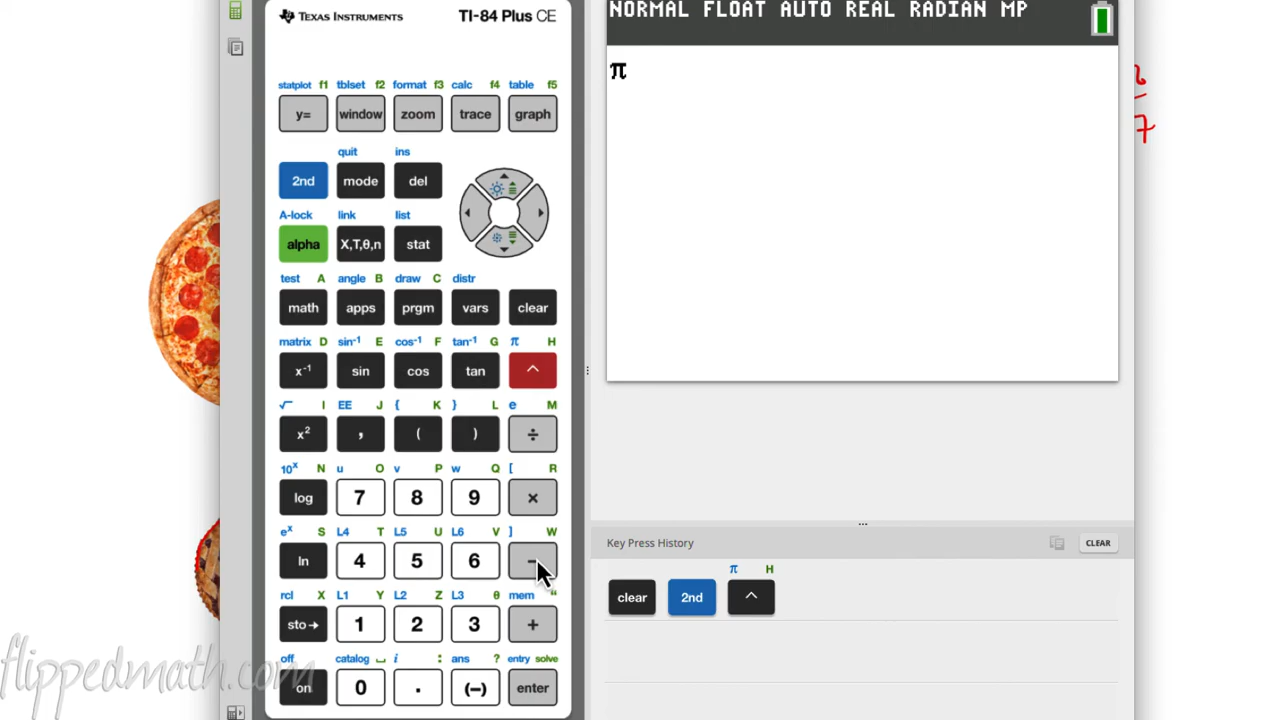 TEXAS INSTRUMENTS TI-84 Plus CE
NORMAL FLOAT AUTO REAL RADIAN MP
π
statplot f1 tblset f2 format f3 calc f4 table f5
y= window zoom trace graph
quit ins
2nd mode del
A-lock link list
alpha X,T,θ,n stat
test A angle B draw C distr
math apps prgm vars clear
matrix D sin⁻¹ E cos⁻¹ F tan⁻¹ G π H
x⁻¹ sin cos tan ^
√ I EE J { K } L e M
x² , ( ) ÷
10ˣ N u O v P w Q [ R
log 7 8 9 ×
eˣ S L4 T L5 U L6 V ] W
ln 4 5 6 −
rcl X L1 Y L2 Z L3 θ mem "
sto→ 1 2 3 +
off catalog ⎵ i : ans ? entry solve
on 0 . (−) enter
Key Press History CLEAR
π H
clear 2nd ^
7
flippedmath.com